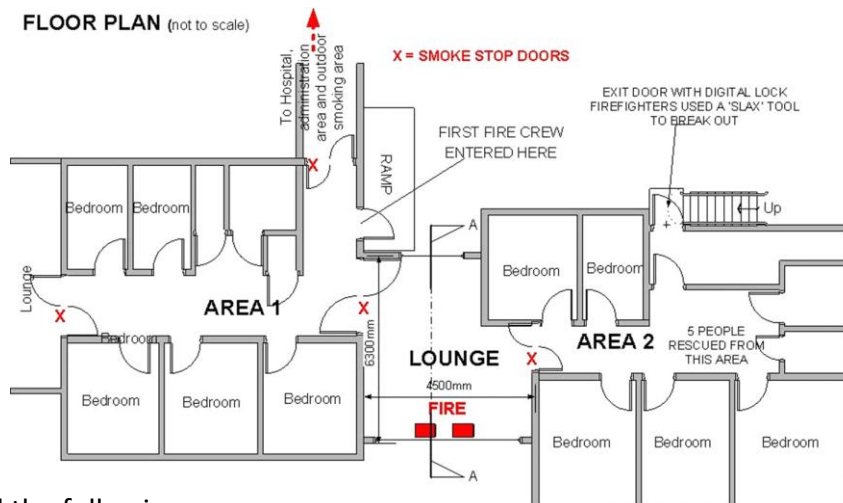 FLOOR PLAN (not to scale)
To Hospital,
administration
area and outdoor
smoking area
X = SMOKE STOP DOORS
EXIT DOOR WITH DIGITAL LOCK
FIREFIGHTERS USED A 'SLAX' TOOL
TO BREAK OUT
FIRST FIRE CREW
ENTERED HERE
RAMP
X
Up
A
Bedroom
Bedroom
Bedroom
Bedroom
Lounge
X
AREA 1
X
Bedroom
6300mm
LOUNGE
X
AREA 2
5 PEOPLE
RESCUED FROM
THIS AREA
4500mm
FIRE
Bedroom
Bedroom
Bedroom
Bedroom
Bedroom
Bedroom
A